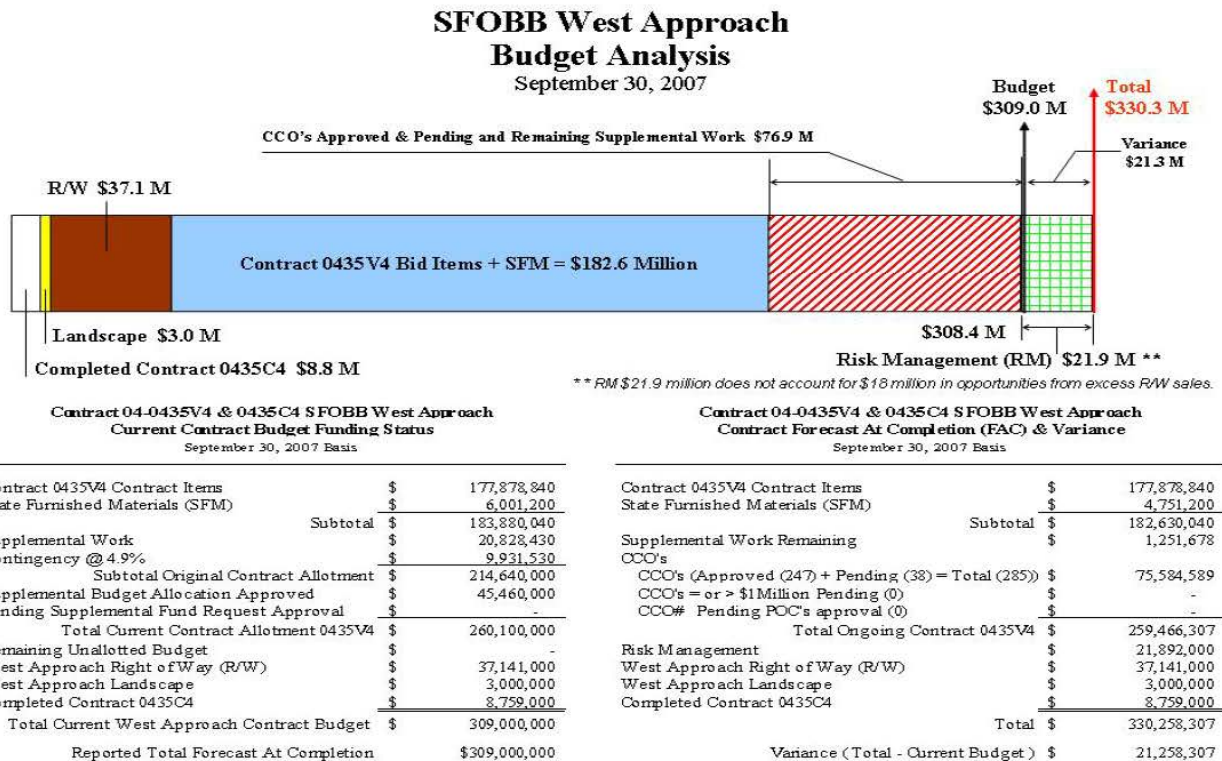 SFOBB West Approach
Budget Analysis
September 30, 2007
Budget
$309.0 M
Total
$330.3 M
CCO's Approved & Pending and Remaining Supplemental Work $76.9 M
Variance
$21.3 M
R/W $37.1 M
Contract 0435V4 Bid Items + SFM = $182.6 Million
Landscape $3.0 M
$308.4 M
Completed Contract 0435C4 $8.8 M
Risk Management (RM) $21.9 M **
** RM $21.9 million does not account for $18 million in opportunities from excess R/W sales.
Contract 04-0435V4 & 0435C4 SFOBB West Approach
Current Contract Budget Funding Status
September 30, 2007 Basis
ontract 0435V4 Contract Items $ 177,878,840
ate Furnished Materials (SFM) $ 6,001,200
Subtotal $ 183,880,040
pplemental Work $ 20,828,430
ontingency @ 4.9% $ 9,931,530
Subtotal Original Contract Allotment $ 214,640,000
pplemental Budget Allocation Approved $ 45,460,000
nding Supplemental Fund Request Approval $ -
Total Current Contract Allotment 0435V4 $ 260,100,000
maining Unallotted Budget $ -
est Approach Right of Way (R/W) $ 37,141,000
est Approach Landscape $ 3,000,000
mpleted Contract 0435C4 $ 8,759,000
Total Current West Approach Contract Budget $ 309,000,000
Reported Total Forecast At Completion $309,000,000
Contract 04-0435V4 & 0435C4 SFOBB West Approach
Contract Forecast At Completion (FAC) & Variance
September 30, 2007 Basis
Contract 0435V4 Contract Items $ 177,878,840
State Furnished Materials (SFM) $ 4,751,200
Subtotal $ 182,630,040
Supplemental Work Remaining $ 1,251,678
CCO's
CCO's (Approved (247) + Pending (38) = Total (285)) $ 75,584,589
CCO's = or > $1 Million Pending (0) $ -
CCO# Pending POC's approval (0) $ -
Total Ongoing Contract 0435V4 $ 259,466,307
Risk Management $ 21,892,000
West Approach Right of Way (R/W) $ 37,141,000
West Approach Landscape $ 3,000,000
Completed Contract 0435C4 $ 8,759,000
Total $ 330,258,307
Variance (Total - Current Budget) $ 21,258,307